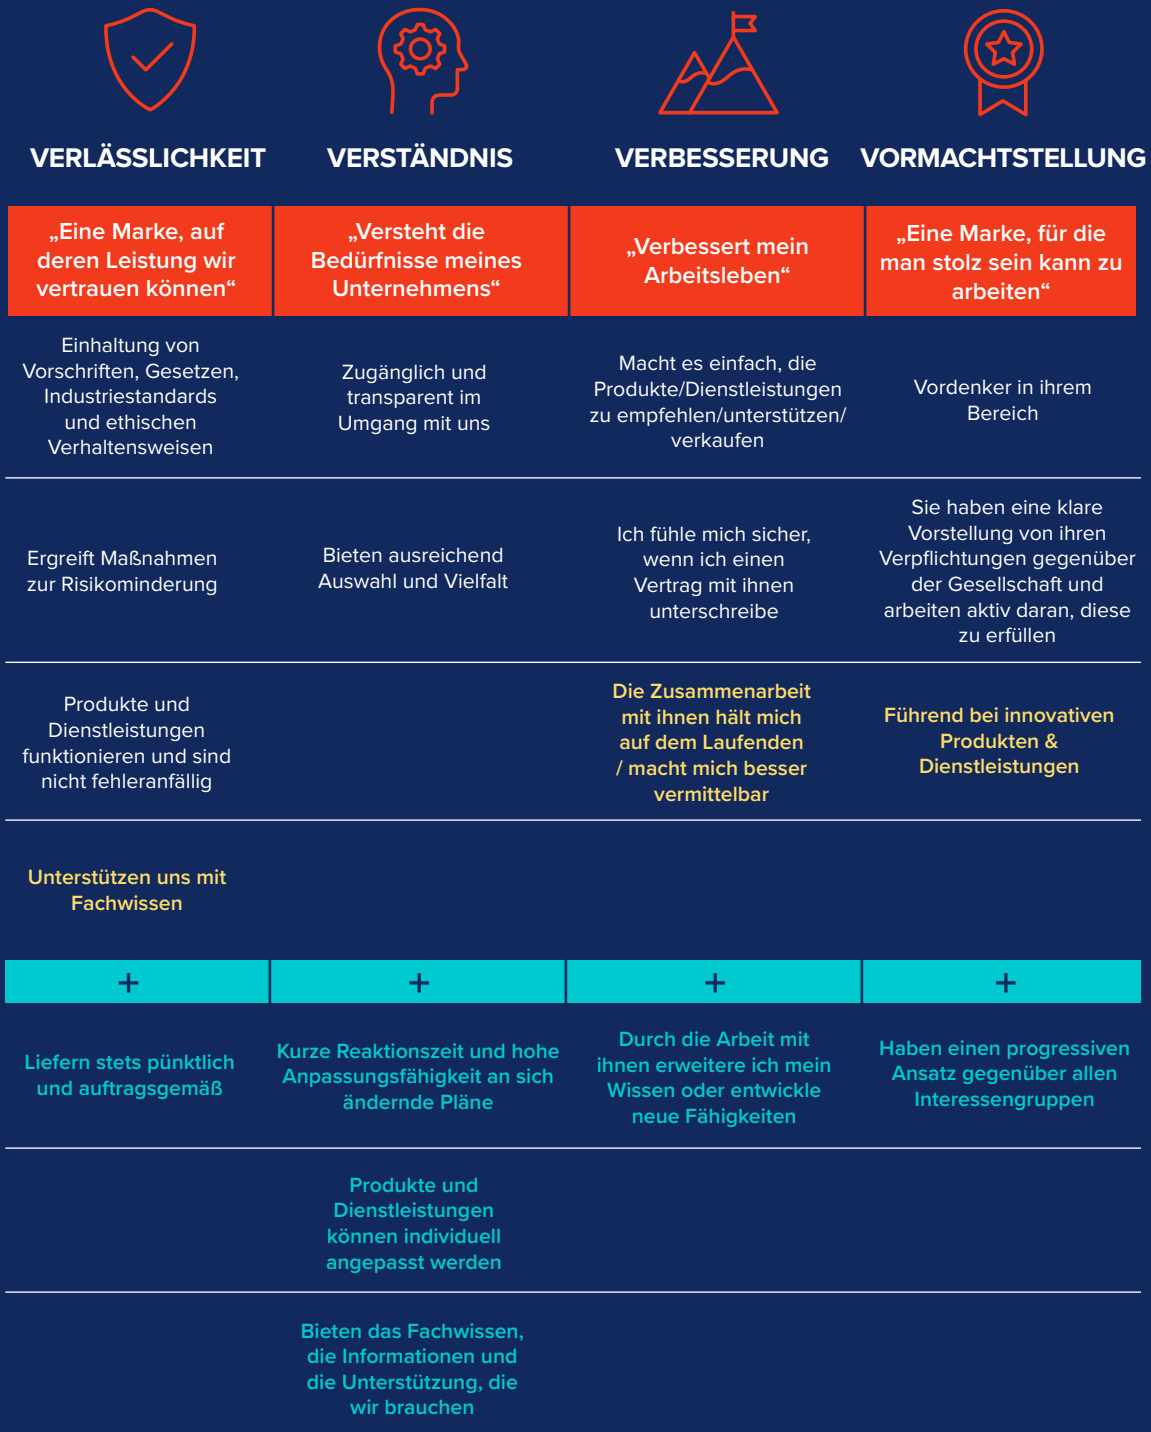 VERLÄSSLICHKEIT
VERSTÄNDNIS
VERBESSERUNG
VORMACHTSTELLUNG
„Eine Marke, auf
deren Leistung wir
vertrauen können“
„Versteht die
Bedürfnisse meines
Unternehmens“
„Verbessert mein
Arbeitsleben“
„Eine Marke, für die
man stolz sein kann zu
arbeiten“
Einhaltung von
Vorschriften, Gesetzen,
Industriestandards
und ethischen
Verhaltensweisen
Zugänglich und
transparent im
Umgang mit uns
Macht es einfach, die
Produkte/Dienstleistungen
zu empfehlen/unterstützen/
verkaufen
Vordenker in ihrem
Bereich
Ergreift Maßnahmen
zur Risikominderung
Bieten ausreichend
Auswahl und Vielfalt
Ich fühle mich sicher,
wenn ich einen
Vertrag mit ihnen
unterschreibe
Sie haben eine klare
Vorstellung von ihren
Verpflichtungen gegenüber
der Gesellschaft und
arbeiten aktiv daran, diese
zu erfüllen
Produkte und
Dienstleistungen
funktionieren und sind
nicht fehleranfällig
Die Zusammenarbeit
mit ihnen hält mich
auf dem Laufenden
/ macht mich besser
vermittelbar
Führend bei innovativen
Produkten &
Dienstleistungen
Unterstützen uns mit
Fachwissen
+
+
+
+
Liefern stets pünktlich
und auftragsgemäß
Kurze Reaktionszeit und hohe
Anpassungsfähigkeit an sich
ändernde Pläne
Durch die Arbeit mit
ihnen erweitere ich mein
Wissen oder entwickle
neue Fähigkeiten
Haben einen progressiven
Ansatz gegenüber allen
Interessengruppen
Produkte und
Dienstleistungen
können individuell
angepasst werden
Bieten das Fachwissen,
die Informationen und
die Unterstützung, die
wir brauchen